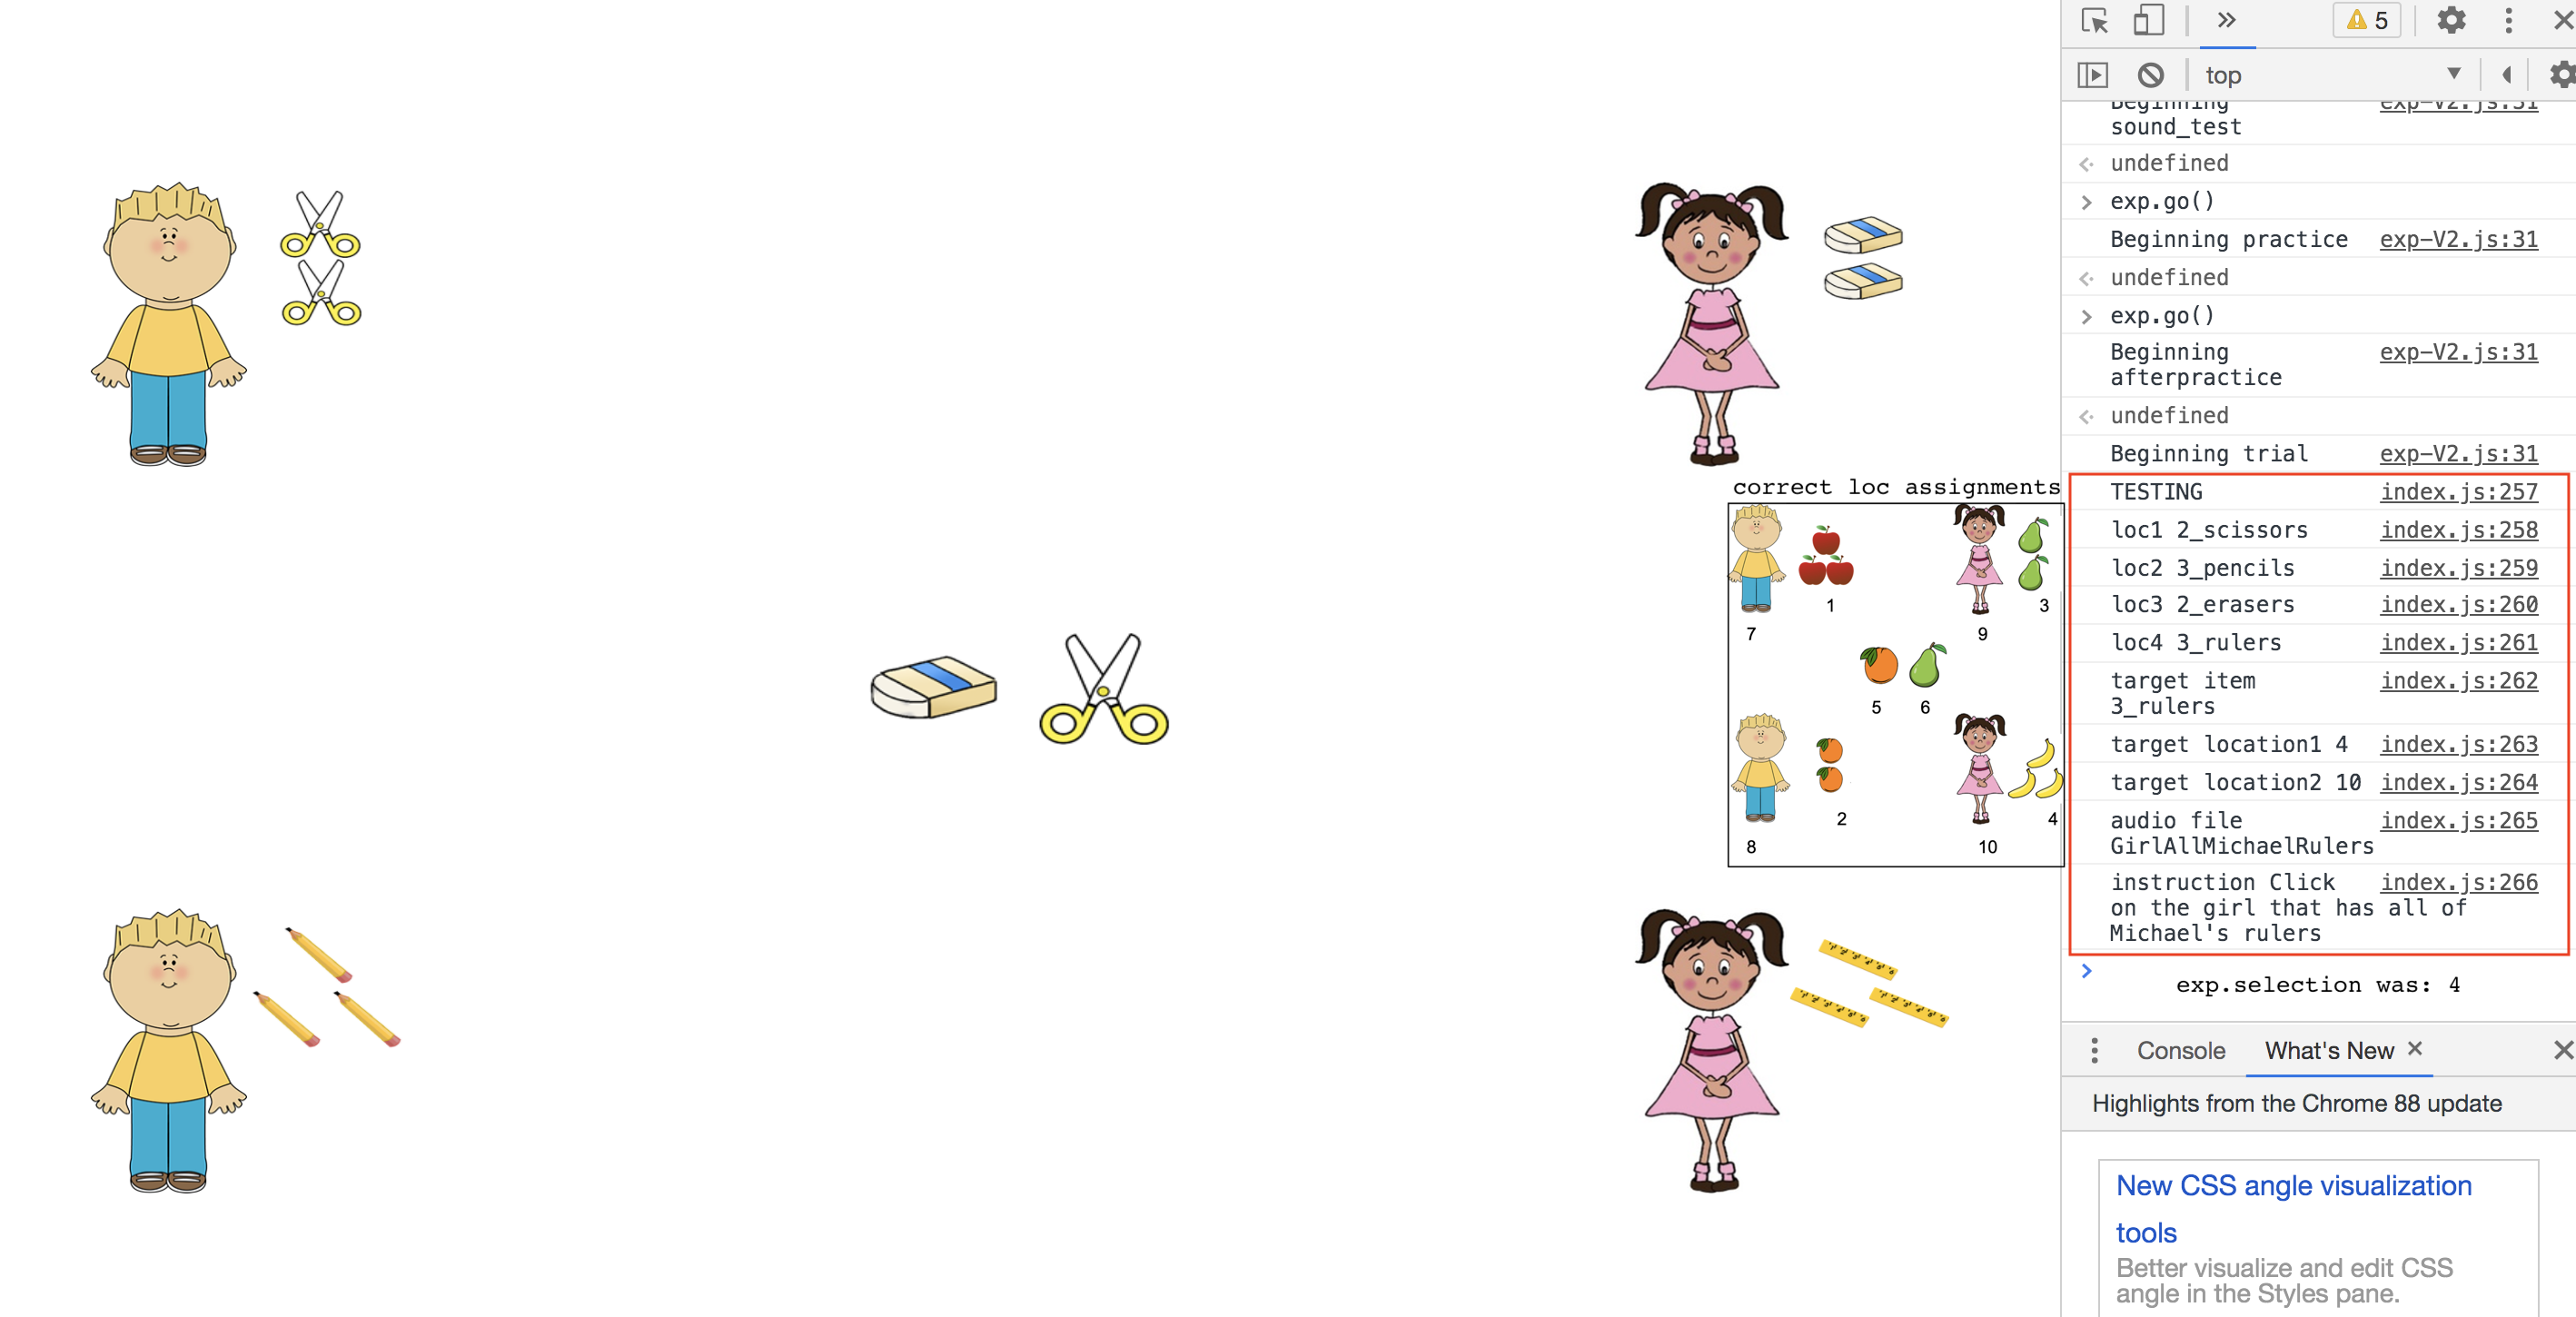 5
top
Beginning exp-V2.js:31
sound_test
undefined
exp.go()
Beginning practice exp-V2.js:31
undefined
exp.go()
Beginning exp-V2.js:31
afterpractice
undefined
Beginning trial exp-V2.js:31
TESTING index.js:257
loc1 2_scissors index.js:258
loc2 3_pencils index.js:259
loc3 2_erasers index.js:260
loc4 3_rulers index.js:261
target item index.js:262
3_rulers
target location1 4 index.js:263
target location2 10 index.js:264
audio file index.js:265
GirlAllMichaelRulers
instruction Click index.js:266
on the girl that has all of
Michael's rulers
exp.selection was: 4
correct loc assignments
1
3
7
9
5 6
2
4
8
10
Console What's New
Highlights from the Chrome 88 update
New CSS angle visualization
tools
Better visualize and edit CSS
angle in the Styles pane.